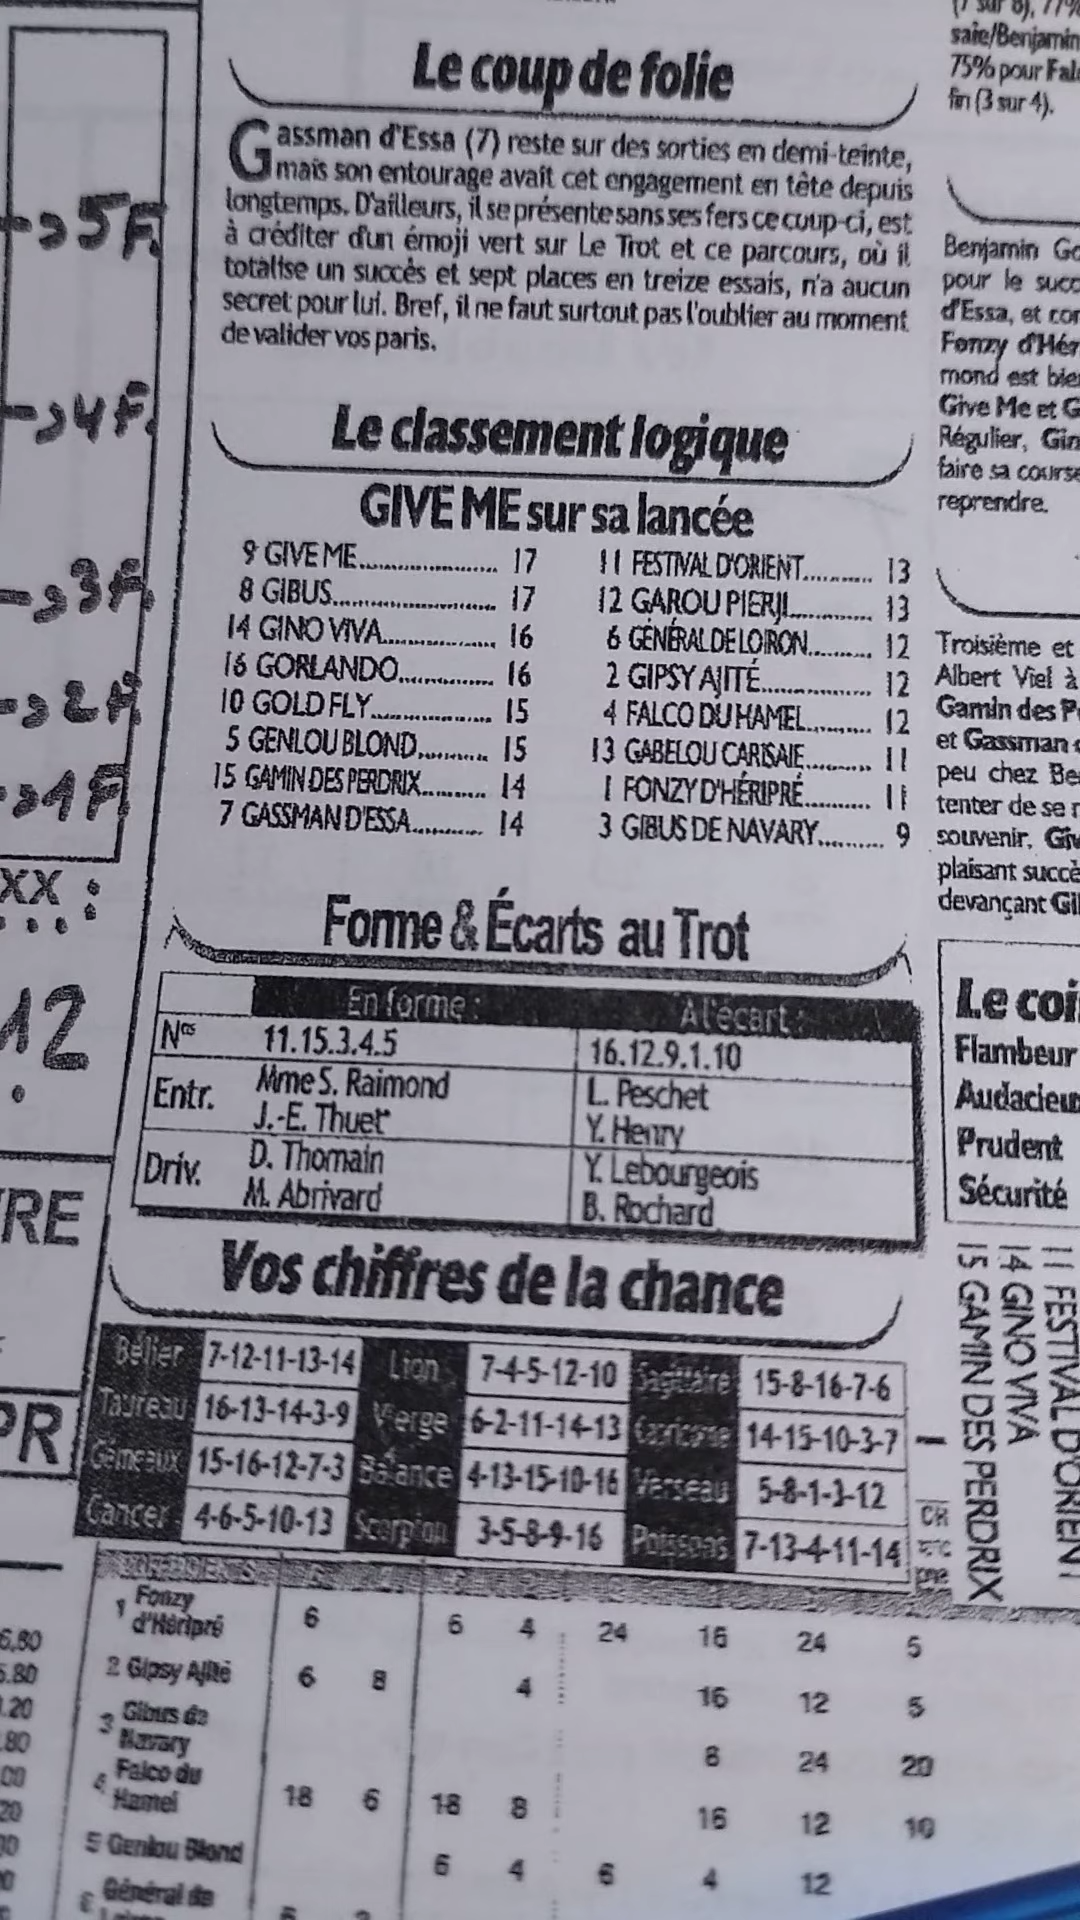 Le coup de folie
Gassman d'Essa (7) reste sur des sorties en demi-teinte,
mais son entourage avait cet engagement en tête depuis
longtemps. D'ailleurs, il se présente sans ses fers ce coup-ci, est
à créditer d'un émoji vert sur Le Trot et ce parcours, où il
totalise un succès et sept places en treize essais, n'a aucun
secret pour lui. Bref, il ne faut surtout pas l'oublier au moment
de valider vos paris.
Le classement logique
GIVE ME sur sa lancée
9 GIVE ME.................... 17
8 GIBUS........................ 17
14 GINO VIVA................ 16
16 GORLANDO.............. 16
10 GOLD FLY................. 15
5 GENLOU BLOND.......... 15
15 GAMIN DES PERDRIX.......... 14
7 GASSMAN D'ESSA........... 14
11 FESTIVAL D'ORIENT........... 13
12 GAROU PIERJI............. 13
6 GÉNÉRAL DE LOIRON.......... 12
2 GIPSY AJITÉ................. 12
4 FALCO DU HAMEL.......... 12
13 GABELOU CARISAIE.......... 11
1 FONZY D'HÉRIPRÉ.......... 11
3 GIBUS DE NAVARY.......... 9
Forme & Écarts au Trot
En forme : A l'écart :
Nos 11.15.3.4.5 16.12.9.1.10
Entr. Mme S. Raimond L. Peschet
J.-E. Thuet Y. Henry
Driv. D. Thomain Y. Lebourgeois
M. Abrivard B. Rochard
Vos chiffres de la chance
Bélier 7-12-11-13-14 Lion 7-4-5-12-10 Sagittaire 15-8-16-7-6
Taureau 16-13-14-3-9 Vierge 6-2-11-14-13 Capricorne 14-15-10-3-7
Gémeaux 15-16-12-7-3 Balance 4-13-15-10-16 Verseau 5-8-1-3-12
Cancer 4-6-5-10-13 Scorpion 3-5-8-9-16 Poissons 7-13-4-11-14
1 Fonzy d'Héripré 6 6 4 24 16 24 5
2 Gipsy Ajité 6 8 4 16 12 5
3 Gibus de Navary 8 24 20
4 Falco du Hamel 18 6 18 8 16 12 10
5 Genlou Blond 6 4 6 4 12
Général de
->5F.
->4F.
->3F.
->2F.
->1F.
XX :
12
RE
PR
6,80
.20
.80
saie/Benjamin
75% pour
fin (3 sur 4).
Benjamin
pour le
d'Essa, et
Fonzy
mond est
Give Me et
Régulier,
faire sa course
reprendre.
Troisième et
Albert Viel à
Gamin des
et Gassman
peu chez
tenter de se
souvenir.
plaisant
devançant
Le
Flambeur
Prudent
Sécurité
11 FESTIVAL D'ORIENT
14 GINO VIVA
15 GAMIN DES PERDRIX